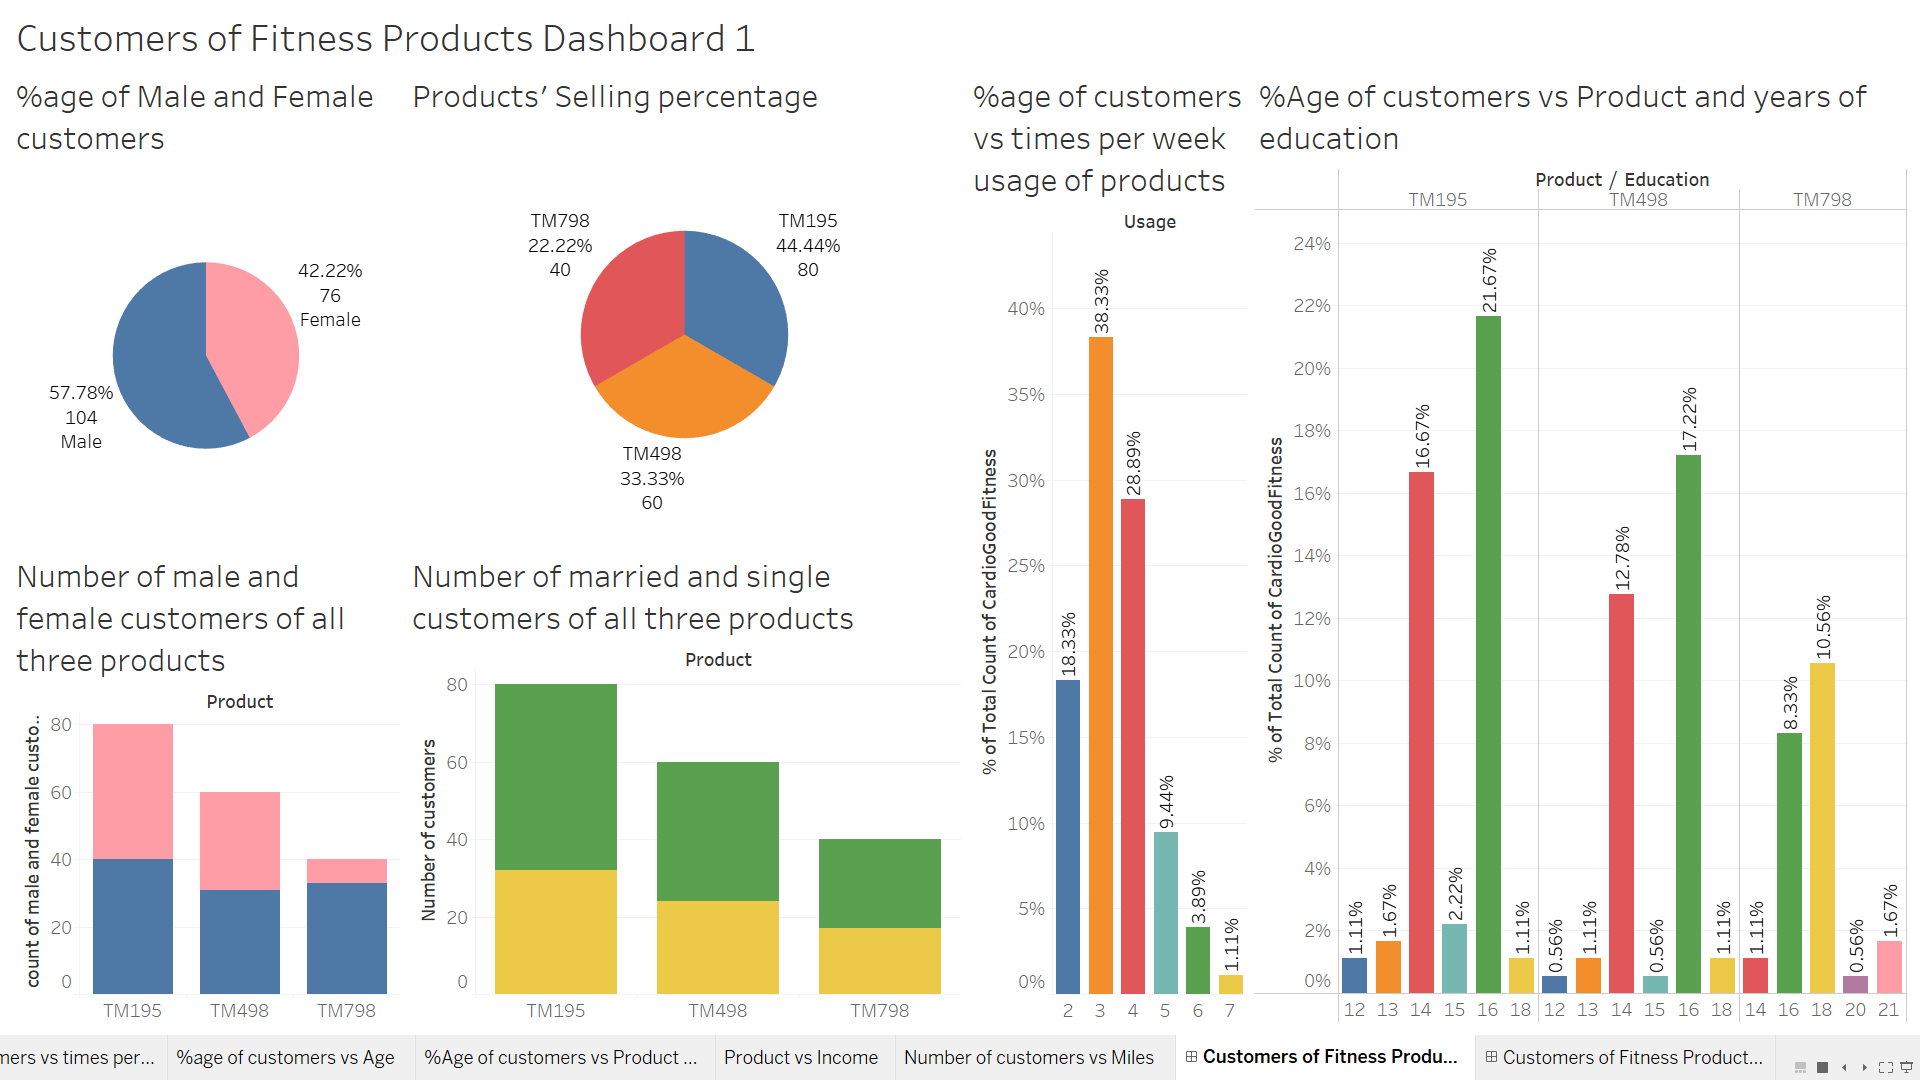 Customers of Fitness Products Dashboard 1
%age of Male and Female
customers
42.22%
76
Female
57.78%
104
Male
Products’ Selling percentage
TM798
22.22%
40
TM195
44.44%
80
TM498
33.33%
60
Number of male and
female customers of all
three products
Product
count of male and female custo..
80
60
40
20
0
TM195
TM498
TM798
Number of married and single
customers of all three products
Product
Number of customers
80
60
40
20
0
TM195
TM498
TM798
%age of customers
vs times per week
usage of products
Usage
% of Total Count of CardioGoodFitness
40%
35%
30%
25%
20%
15%
10%
5%
0%
18.33%
38.33%
28.89%
9.44%
3.89%
1.11%
2
3
4
5
6
7
%Age of customers vs Product and years of
education
Product / Education
TM195
TM498
TM798
% of Total Count of CardioGoodFitness
24%
22%
20%
18%
16%
14%
12%
10%
8%
6%
4%
2%
0%
1.11%
1.67%
16.67%
2.22%
21.67%
1.11%
0.56%
1.11%
12.78%
0.56%
17.22%
1.11%
1.11%
8.33%
10.56%
0.56%
1.67%
12
13
14
15
16
18
12
13
14
15
16
18
14
16
18
20
21
mers vs times per...
%age of customers vs Age
%Age of customers vs Product ...
Product vs Income
Number of customers vs Miles
Customers of Fitness Produ...
Customers of Fitness Product...